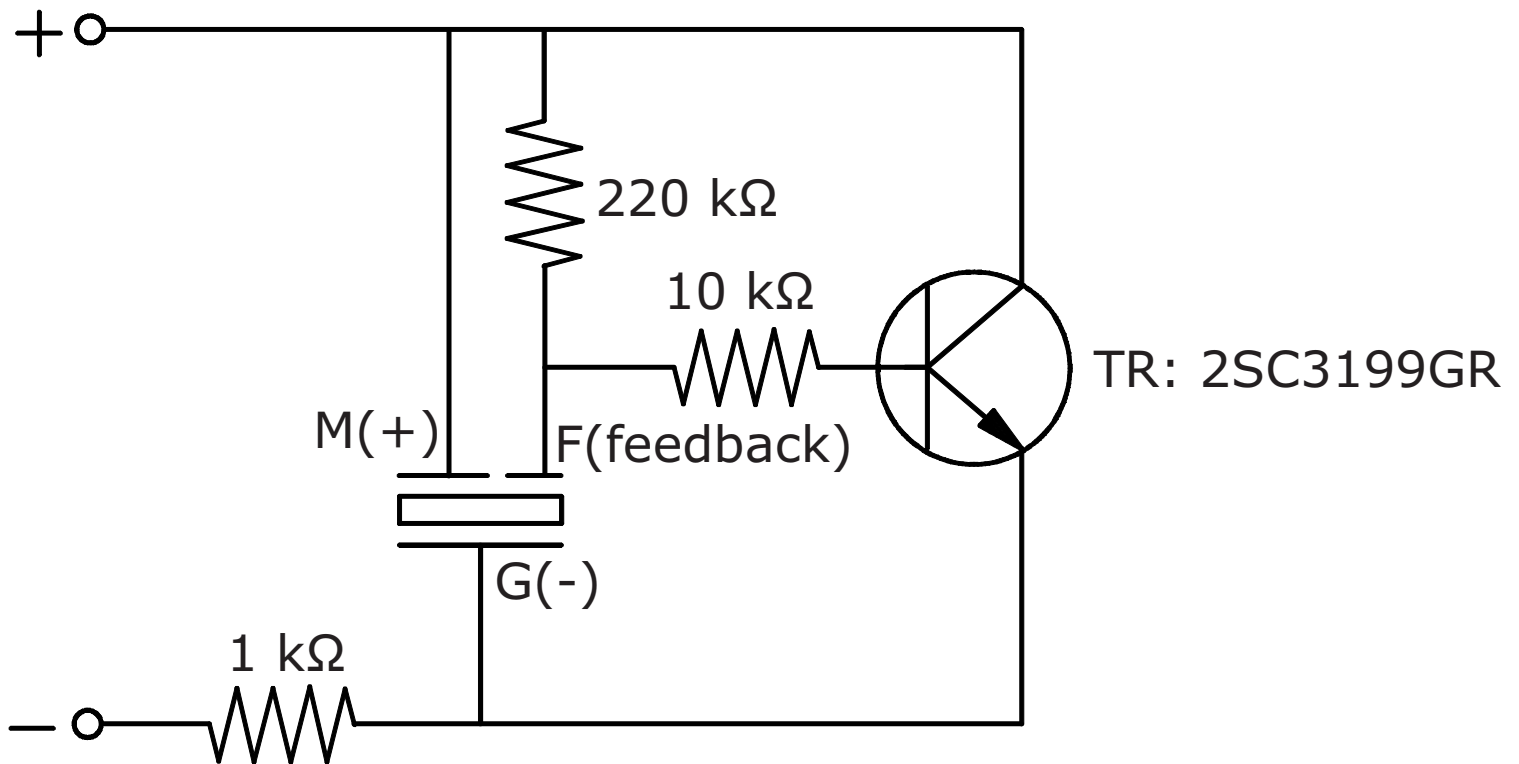 +
220 kΩ
10 kΩ
TR: 2SC3199GR
M(+)
F(feedback)
G(-)
1 kΩ
−